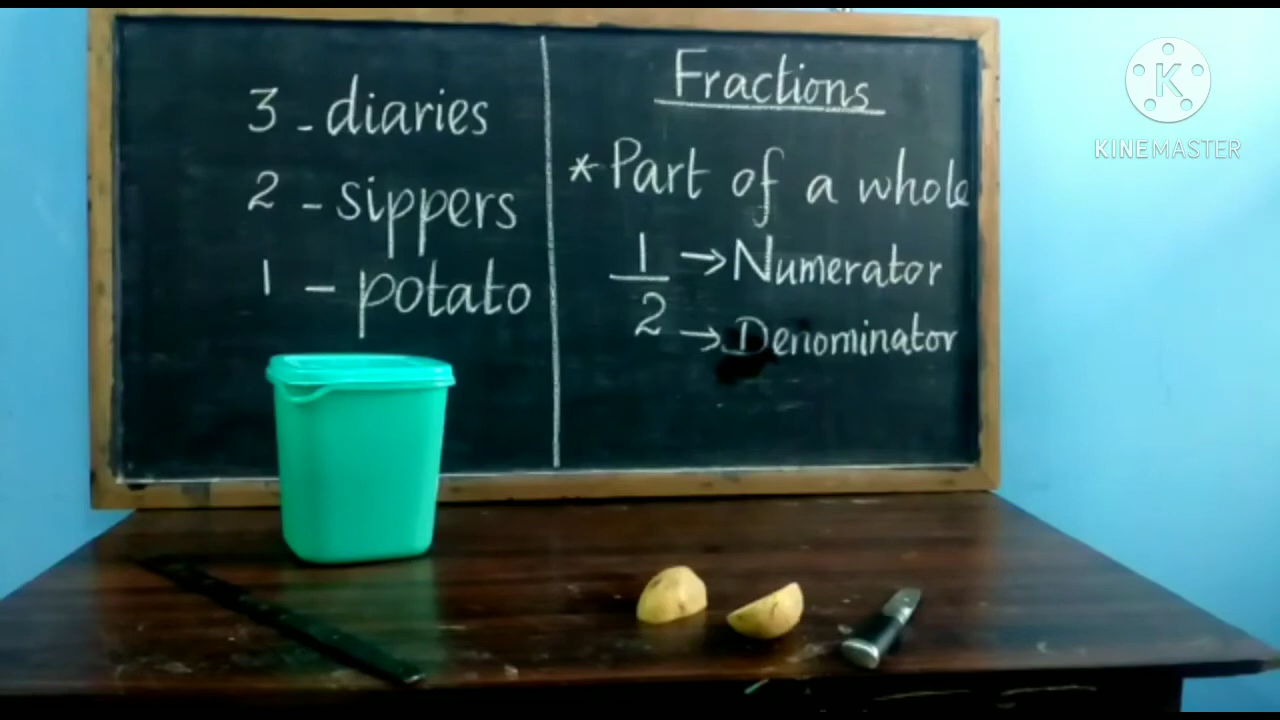 3 - diaries
2 - sippers
1 - potato
Fractions
* Part of a whole
1 → Numerator
2 → Denominator
K
KINEMASTER